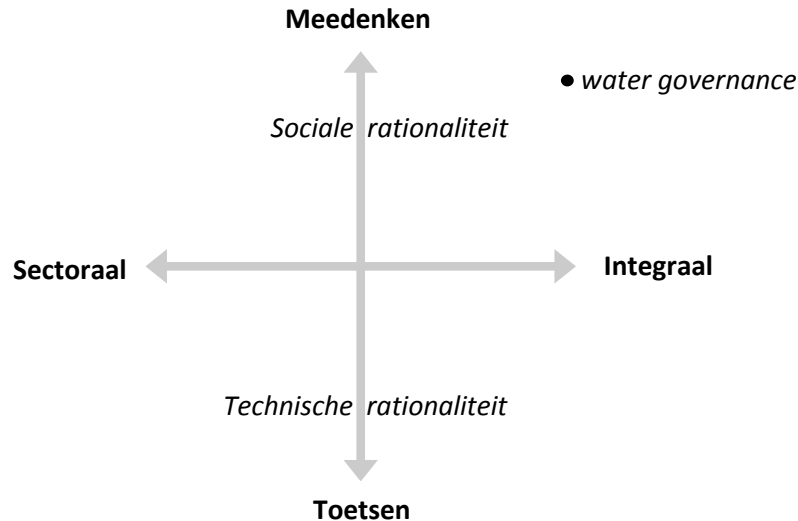 Meedenken
• water governance
Sociale rationaliteit
Sectoraal
Integraal
Technische rationaliteit
Toetsen